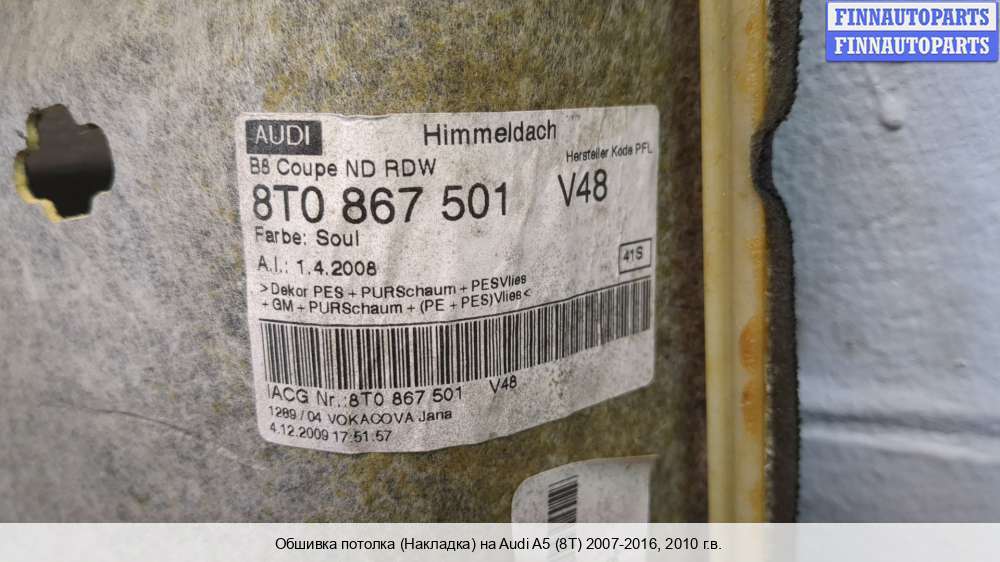 FINNAUTOPARTS
FINNAUTOPARTS
AUDI Himmeldach
B8 Coupe ND RDW Hersteller Kode PFL
8T0 867 501 V48
Farbe: Soul
A.I.: 1.4.2008 41S
>Dekor PES + PURSchaum + PESVlies
+ GM + PURSchaum + (PE + PES)Vlies<
IACG Nr.:8T0 867 501 V48
1289 / 04 VOKACOVA Jana
4.12.2009 17:51:57
Обшивка потолка (Накладка) на Audi A5 (8T) 2007-2016, 2010 г.в.